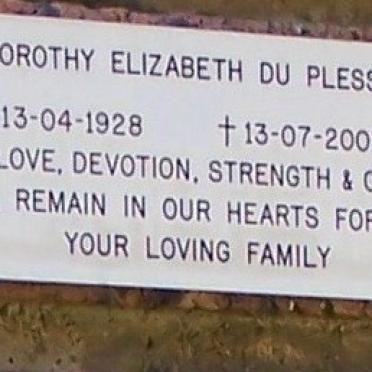 OROTHY ELIZABETH DU PLESS
13-04-1928 † 13-07-200
LOVE, DEVOTION, STRENGTH &
REMAIN IN OUR HEARTS FOR
YOUR LOVING FAMILY